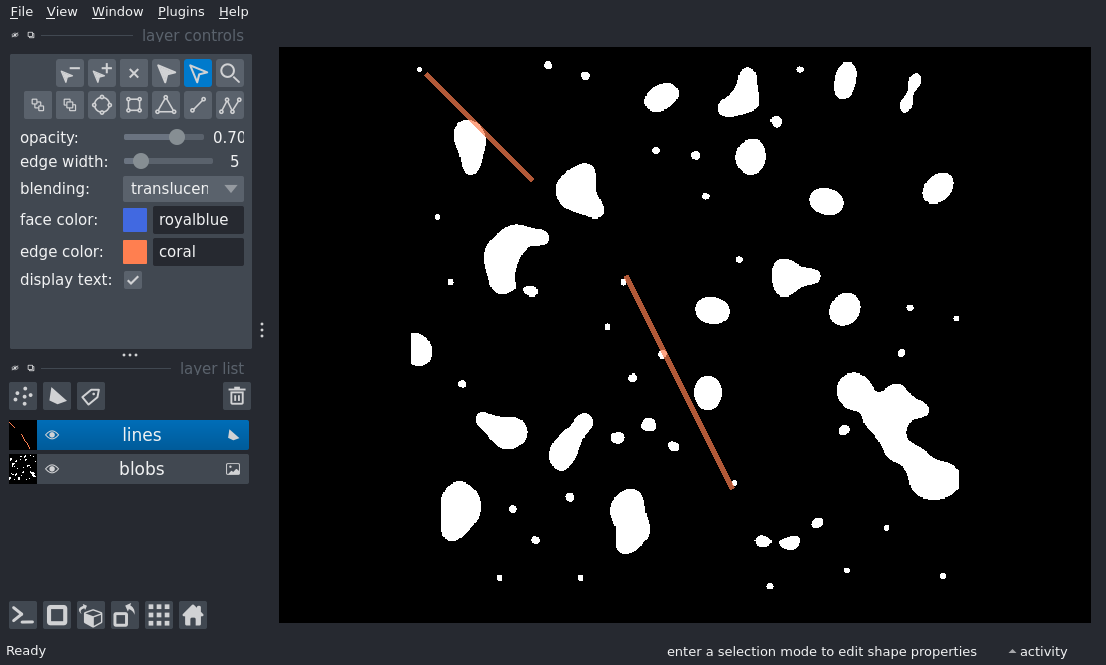 File View Window Plugins Help
layer controls
opacity: 0.70
edge width: 5
blending: translucen
face color: royalblue
edge color: coral
display text:
layer list
lines
blobs
Ready enter a selection mode to edit shape properties activity